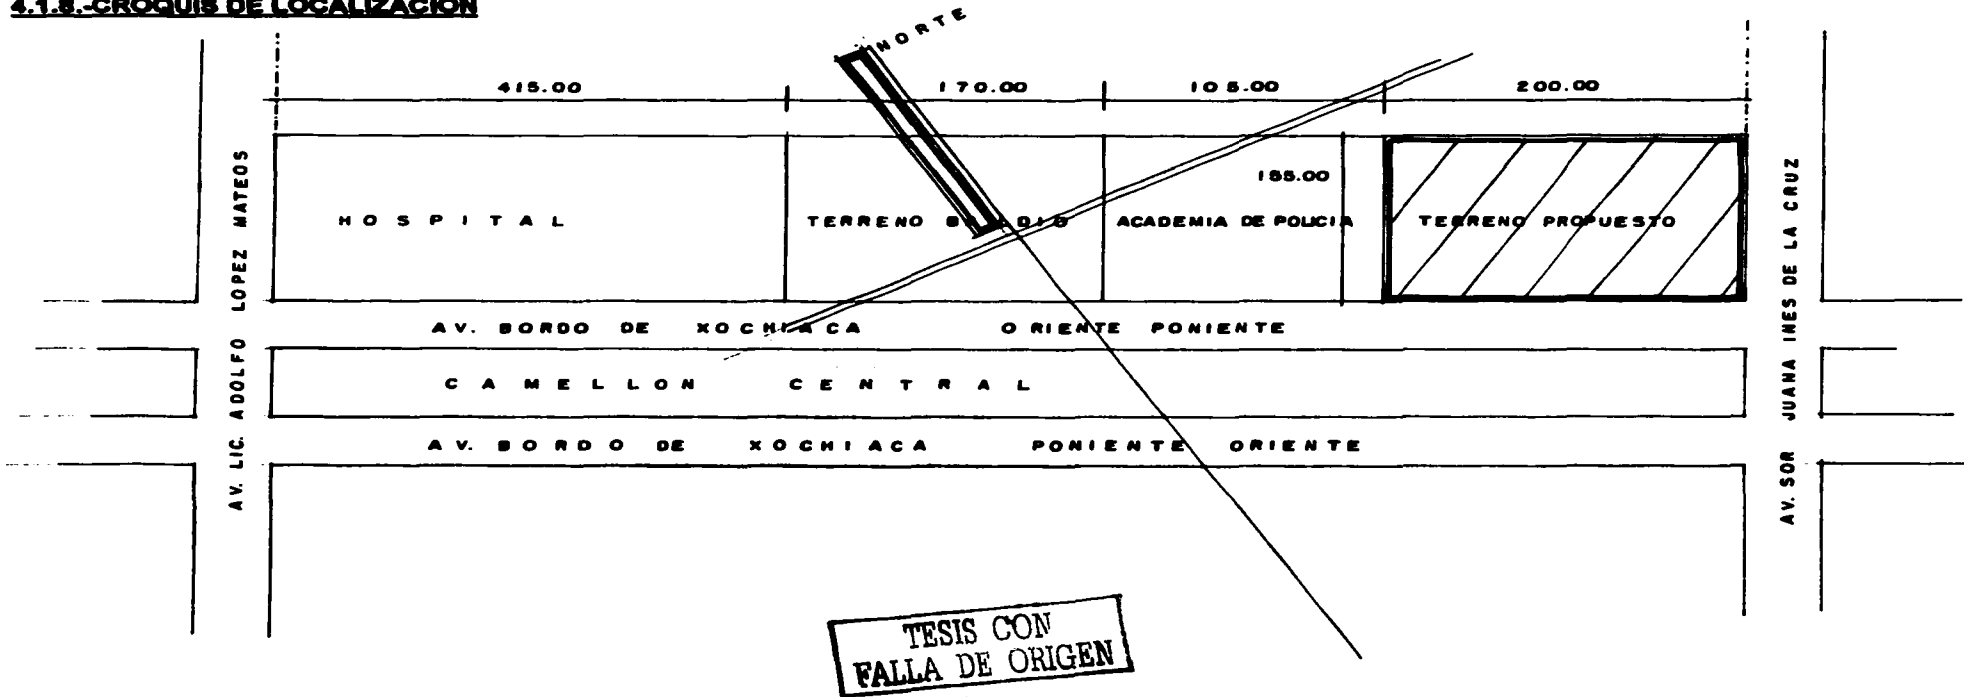 4.1.8.-CROQUIS DE LOCALIZACION
NORTE
415.00 170.00 105.00 200.00
155.00
HOSPITAL TERRENO BALDIO ACADEMIA DE POLICIA TERRENO PROPUESTO
AV. BORDO DE XOCHIACA ORIENTE PONIENTE
CAMELLON CENTRAL
AV. BORDO DE XOCHIACA PONIENTE ORIENTE
AV. LIC. ADOLFO LOPEZ MATEOS
AV. SOR JUANA INES DE LA CRUZ
TESIS CON
FALLA DE ORIGEN